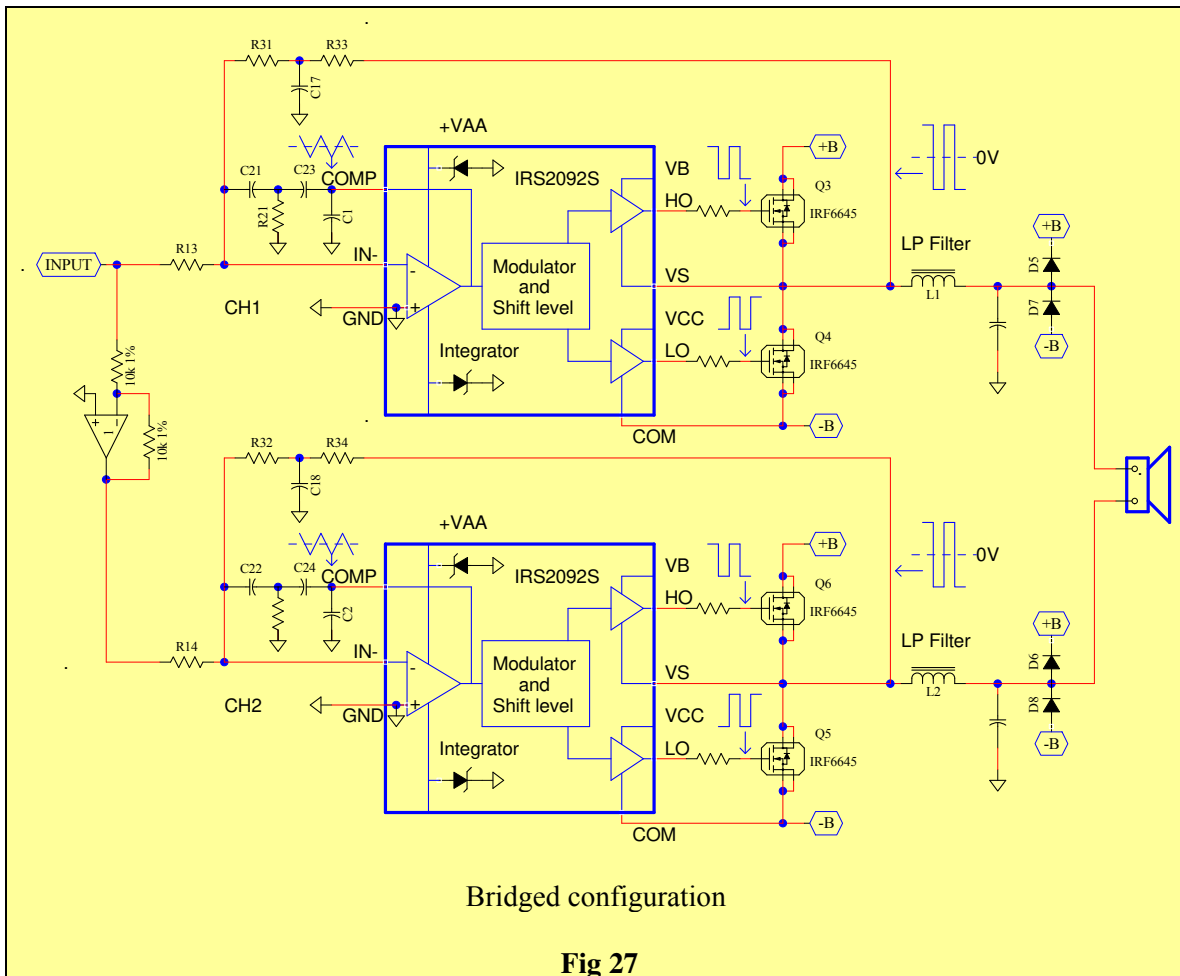 R31
R33
C17
+VAA
+B
COMP
IRS2092S
VB
HO
Q3
IRF6645
-0V
C21
C23
R21
C1
LP Filter
+B
D5
INPUT
R13
IN-
-
+
Modulator
and
Shift level
VS
L1
D7
-B
CH1
GND
VCC
LO
Q4
IRF6645
Integrator
10k 1%
+
-
1
10k 1%
COM
-B
R32
R34
C18
+VAA
+B
COMP
IRS2092S
VB
HO
Q6
IRF6645
-0V
C22
C24
C2
LP Filter
+B
D6
R14
IN-
-
+
Modulator
and
Shift level
VS
L2
D8
-B
CH2
GND
VCC
LO
Q5
IRF6645
Integrator
COM
-B
Bridged configuration
Fig 27